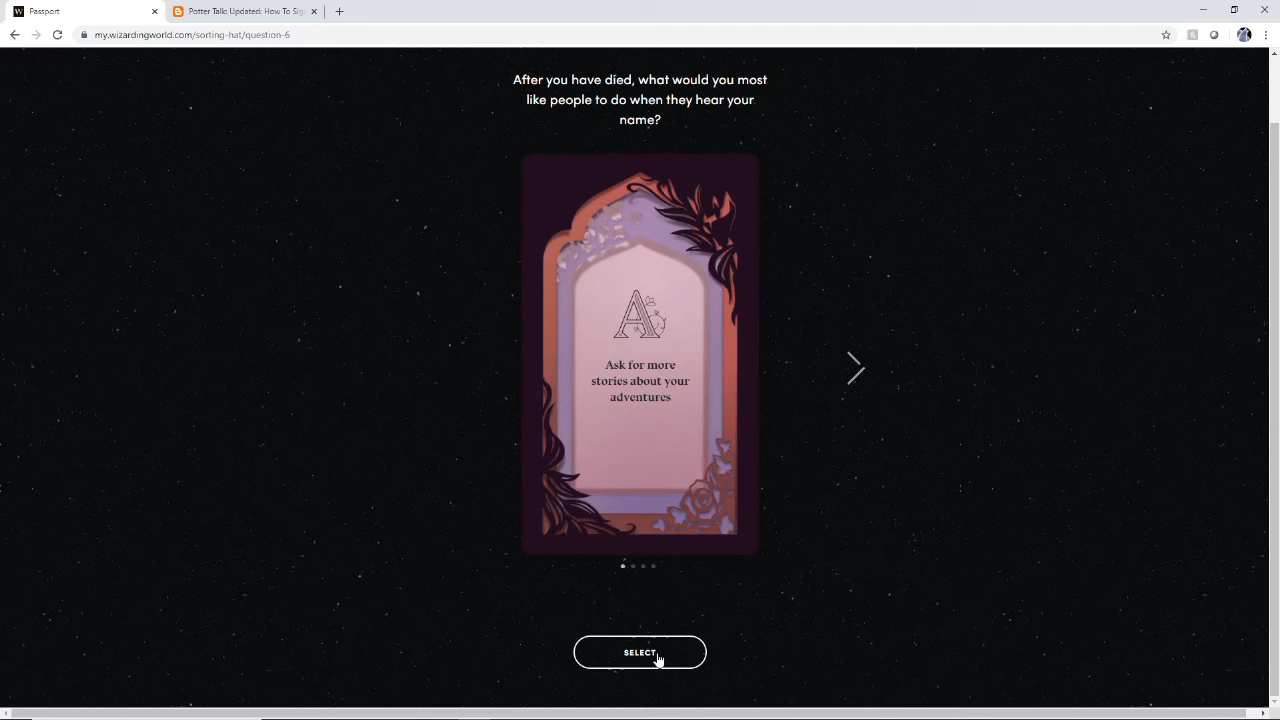 Passport
Potter Talk Updated: How To Sig
my.wizardingworld.com/sorting-hat/question-6
After you have died, what would you most
like people to do when they hear your
name?
A
Ask for more
stories about your
adventures
SELECT